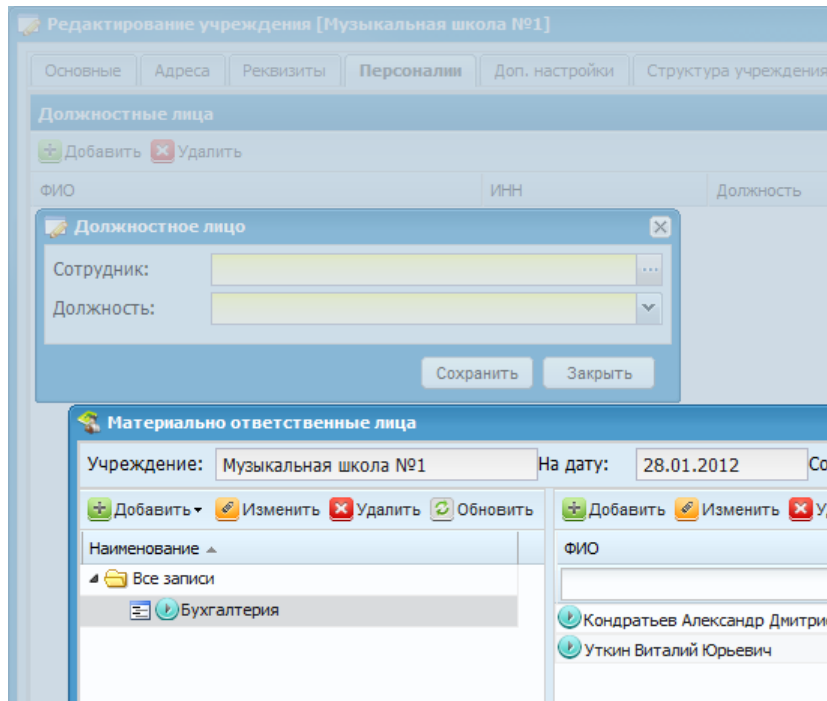 Редактирование учреждения [Музыкальная школа №1]
Основные Адреса Реквизиты Персоналии Доп. настройки Структура учреждения
Должностные лица
Добавить Удалить
ФИО ИНН Должность
Должностное лицо
Сотрудник:
Должность:
Сохранить Закрыть
Материально ответственные лица
Учреждение: Музыкальная школа №1 На дату: 28.01.2012 Со
Добавить Изменить Удалить Обновить Добавить Изменить У
Наименование ФИО
Все записи
Бухгалтерия Кондратьев Александр Дмитри
Уткин Виталий Юрьевич